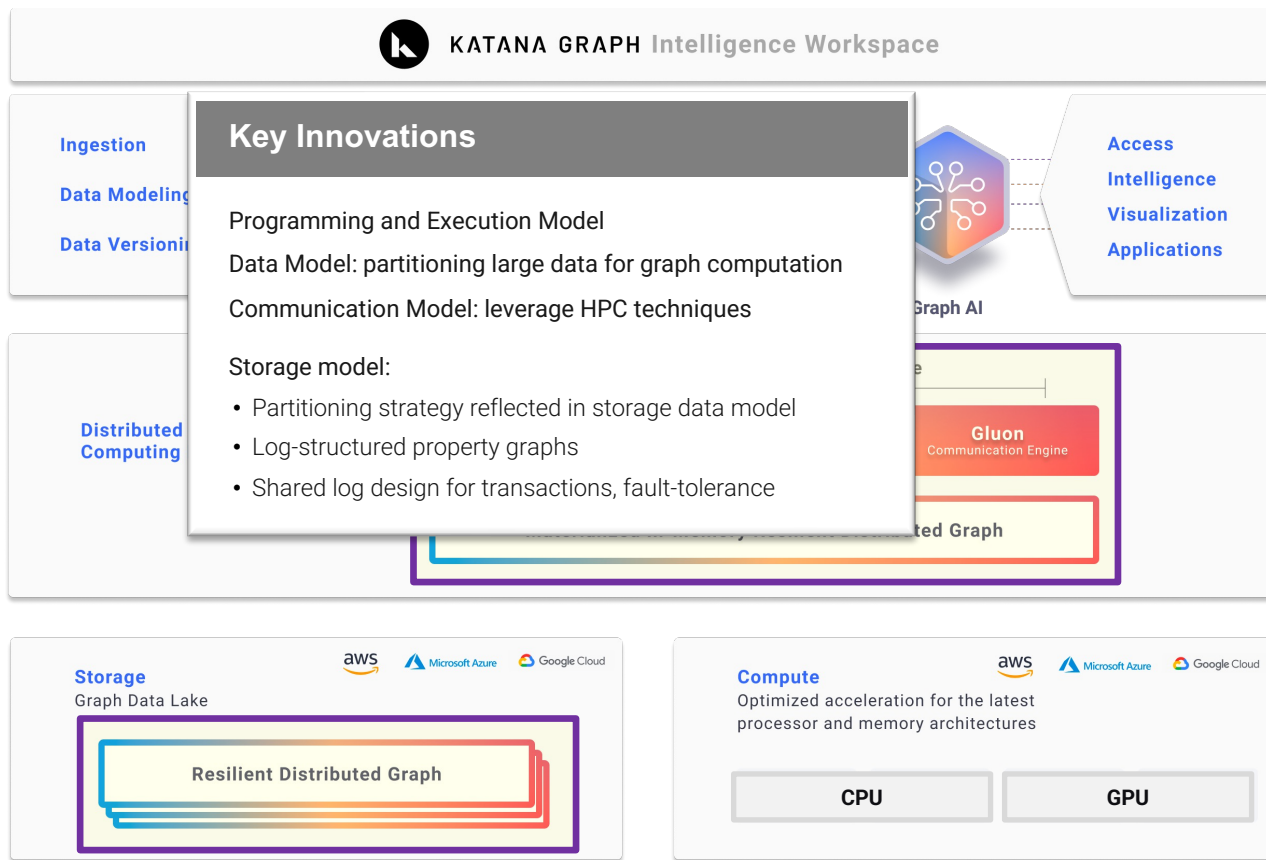 KATANA GRAPH Intelligence Workspace
Ingestion
Data Modeling
Data
Key Innovations
Programming and Execution Model
Data Model: partitioning large data for graph computation
Communication Model: leverage HPC techniques
Storage model:
• Partitioning strategy reflected in storage data model
• Log-structured property graphs
• Shared log design for transactions, fault-tolerance
Graph AI
Access
Intelligence
Visualization
Applications
Distributed
Computing
Gluon
Communication Engine
Graph
Storage
Graph Data Lake
aws Microsoft Azure Google Cloud
Resilient Distributed Graph
Compute
Optimized acceleration for the latest
processor and memory architectures
aws Microsoft Azure Google Cloud
CPU
GPU